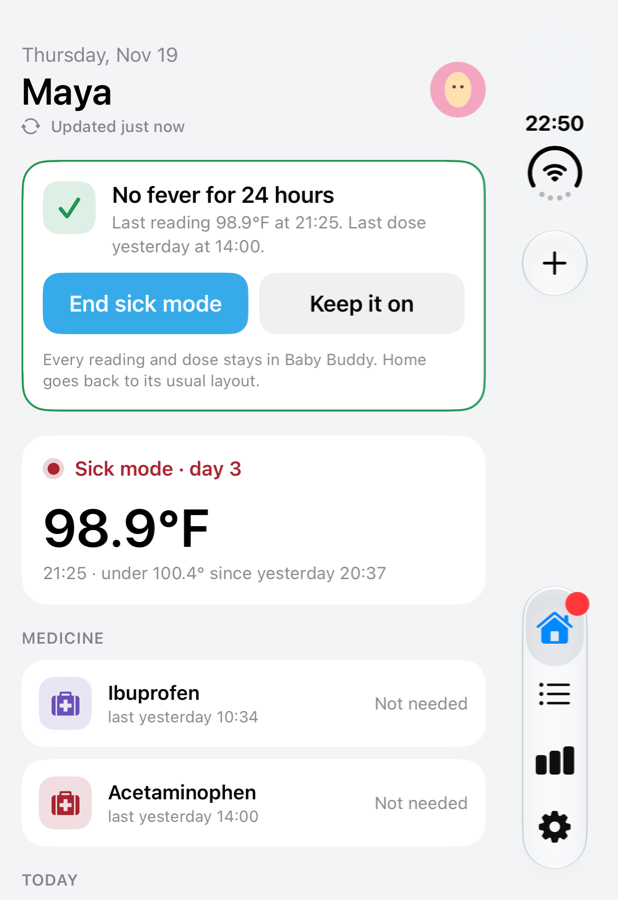 Thursday, Nov 19
Maya
Updated just now
22:50
No fever for 24 hours
Last reading 98.9°F at 21:25. Last dose
yesterday at 14:00.
End sick mode
Keep it on
Every reading and dose stays in Baby Buddy. Home
goes back to its usual layout.
Sick mode · day 3
98.9°F
21:25 · under 100.4° since yesterday 20:37
MEDICINE
Ibuprofen
last yesterday 10:34
Not needed
Acetaminophen
last yesterday 14:00
Not needed
TODAY